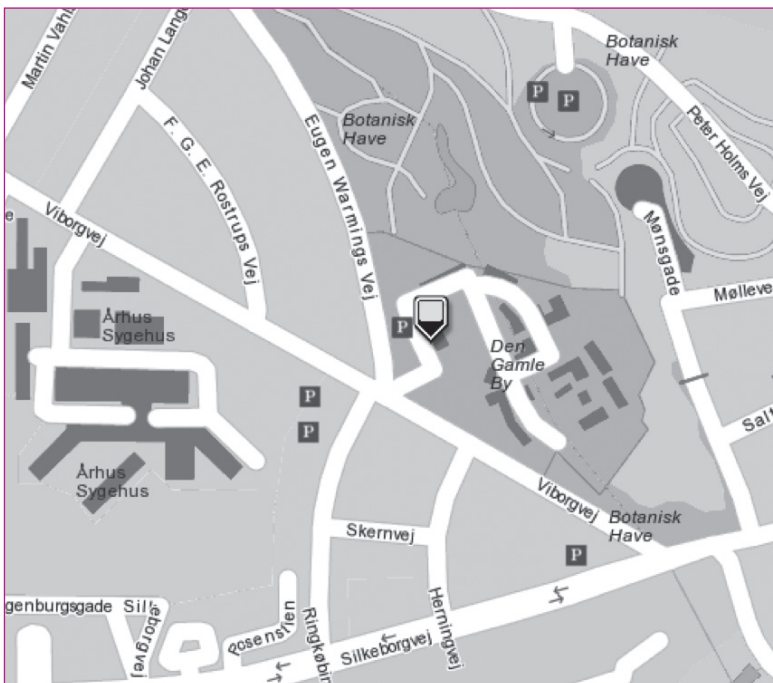 Martin Vahl
Johan Lange
Botanisk
Have
P
P
Botanisk
Have
Peter Holms Vej
F. G. E. Rostrups Vej
Eugen Warmings Vej
Viborgvej
e
Mønsgade
Mølleve
Århus
Sygehus
P
Den
Gamle
By
P
P
Salt
Århus
Sygehus
Viborgvej
Botanisk
Have
Skernvej
P
Herningvej
genburgsgade
Silkeborgvej
Rosenstien
Ringkøbin
Silkeborgvej